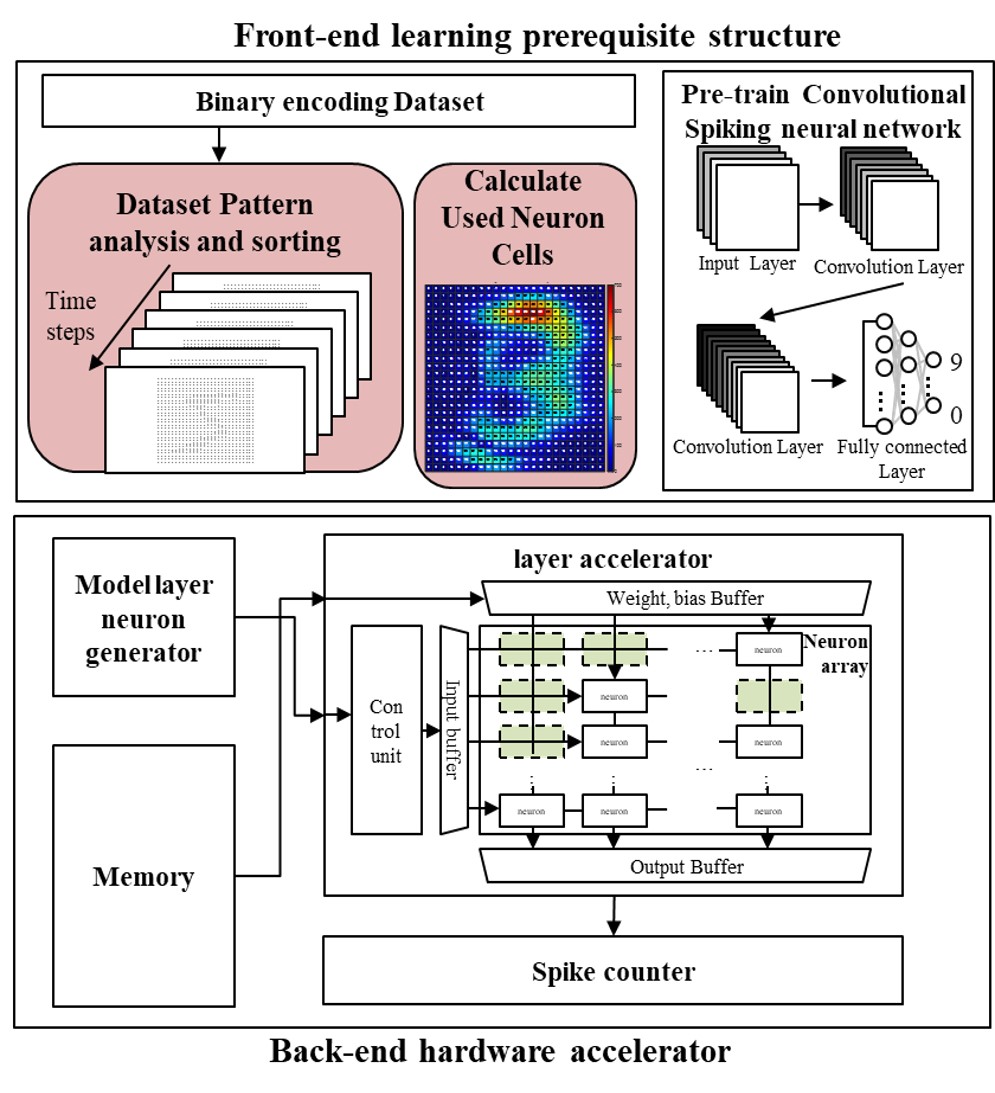 Front-end learning prerequisite structure
Binary encoding Dataset
Dataset Pattern
analysis and sorting
Time
steps
Calculate
Used Neuron
Cells
Pre-train Convolutional
Spiking neural network
Input Layer
Convolution Layer
9
0
Convolution Layer
Fully connected
Layer
Model layer
neuron
generator
Memory
layer accelerator
Weight, bias Buffer
Con
trol
unit
Input buffer
Neuron
array
neuron
...
neuron
neuron
neuron
...
neuron
neuron
neuron
Output Buffer
Spike counter
Back-end hardware accelerator